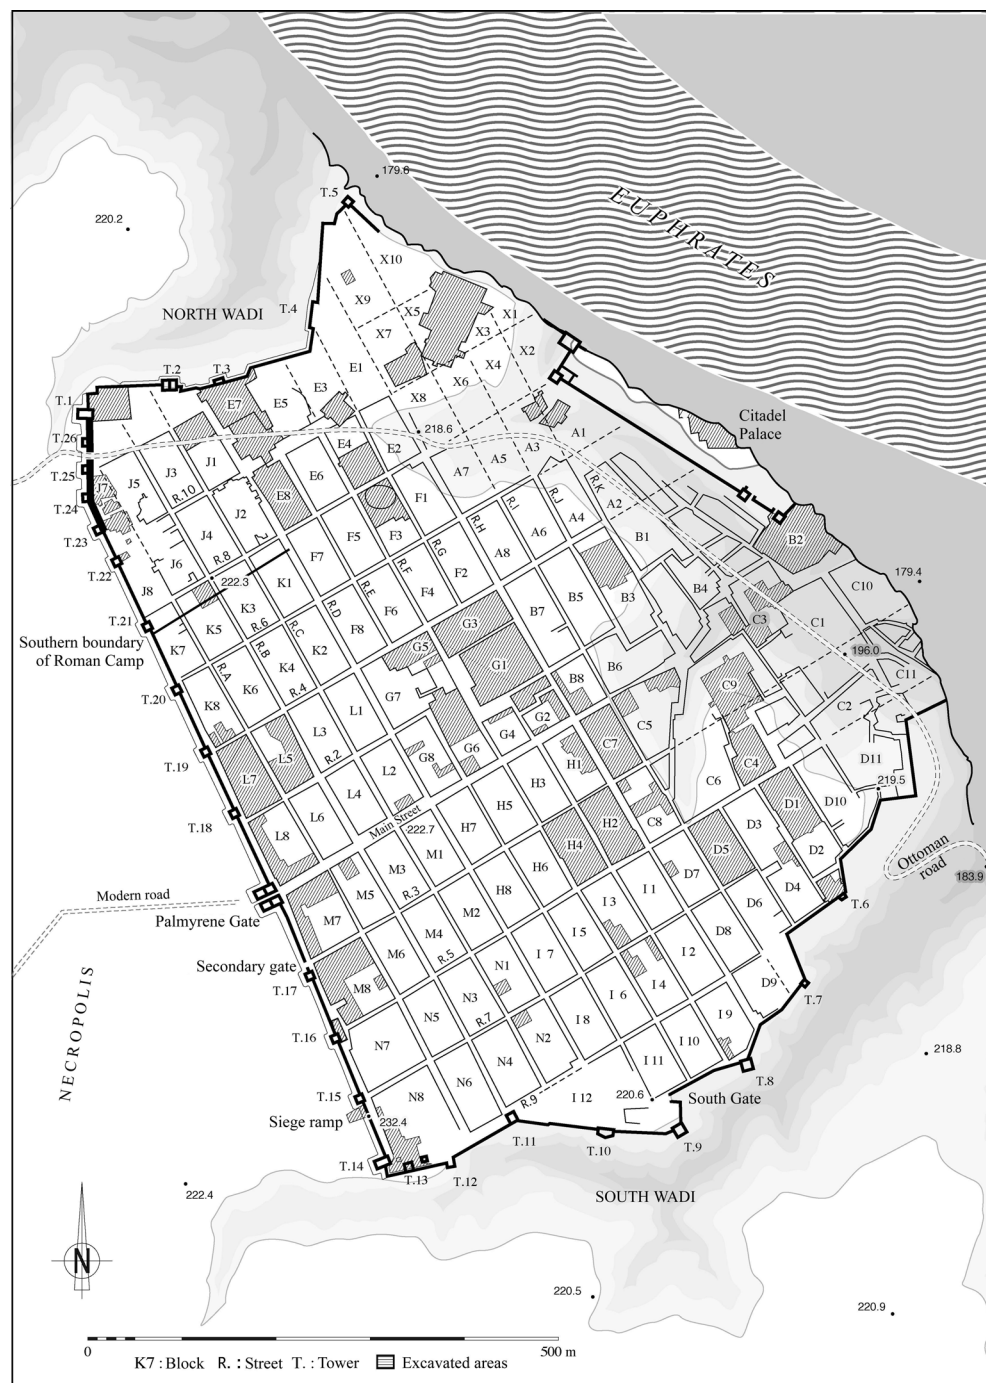 179.6
T.5
220.2
EUPHRATES
X10
X9
NORTH WADI
T.4
X5
X1
X7
X3
X2
E1
X4
T.2
T.3
E3
X6
E5
X8
T.1
E7
Citadel
Palace
218.6
A1
T.26
E4
E2
A3
J1
A5
J3
E6
A7
T.25
J5
R.10
J7
E8
F1
R.I
R.J
R.K
A2
T.24
J2
R.H
A4
J4
F5
F3
A6
B1
B2
T.23
R.G
R.8
F7
A8
T.22
J6
R.F
F2
222.3
K1
R.E
F4
B5
B3
B4
179.4
C10
J8
K3
R.D
F6
B7
C3
C1
T.21
K5
R.6
R.C
F8
G3
Southern boundary
of Roman Camp
K7
R.B
K2
G5
196.0
K4
G1
B6
R.A
K6
R.4
B8
C11
T.20
G7
C9
K8
L1
G2
C2
L3
G4
C5
T.19
R.2
G8
G6
C7
D11
L5
L2
H1
C4
L7
H3
C6
219.5
L4
H5
T.18
L6
Main Street
D1
D10
222.7
H7
H2
C8
L8
M1
H4
D5
D3
M3
H6
D2
Ottoman
road
R.3
D7
Modern road
M5
H8
I 1
D4
183.9
Palmyrene Gate
M7
M2
I 3
D6
T.6
M4
I 5
D8
M6
R.5
I 7
I 2
Secondary gate
N1
D9
T.17
M8
I 4
T.7
N3
I 6
NECROPOLIS
R.7
I 8
I 9
T.16
N5
N2
I 10
N7
218.8
N4
I 11
T.8
N6
T.15
N8
R.9
I 12
220.6
South Gate
Siege ramp
232.4
T.11
T.10
T.9
T.14
T.13
T.12
222.4
SOUTH WADI
N
220.5
220.9
0
500 m
K7 : Block R. : Street T. : Tower Excavated areas